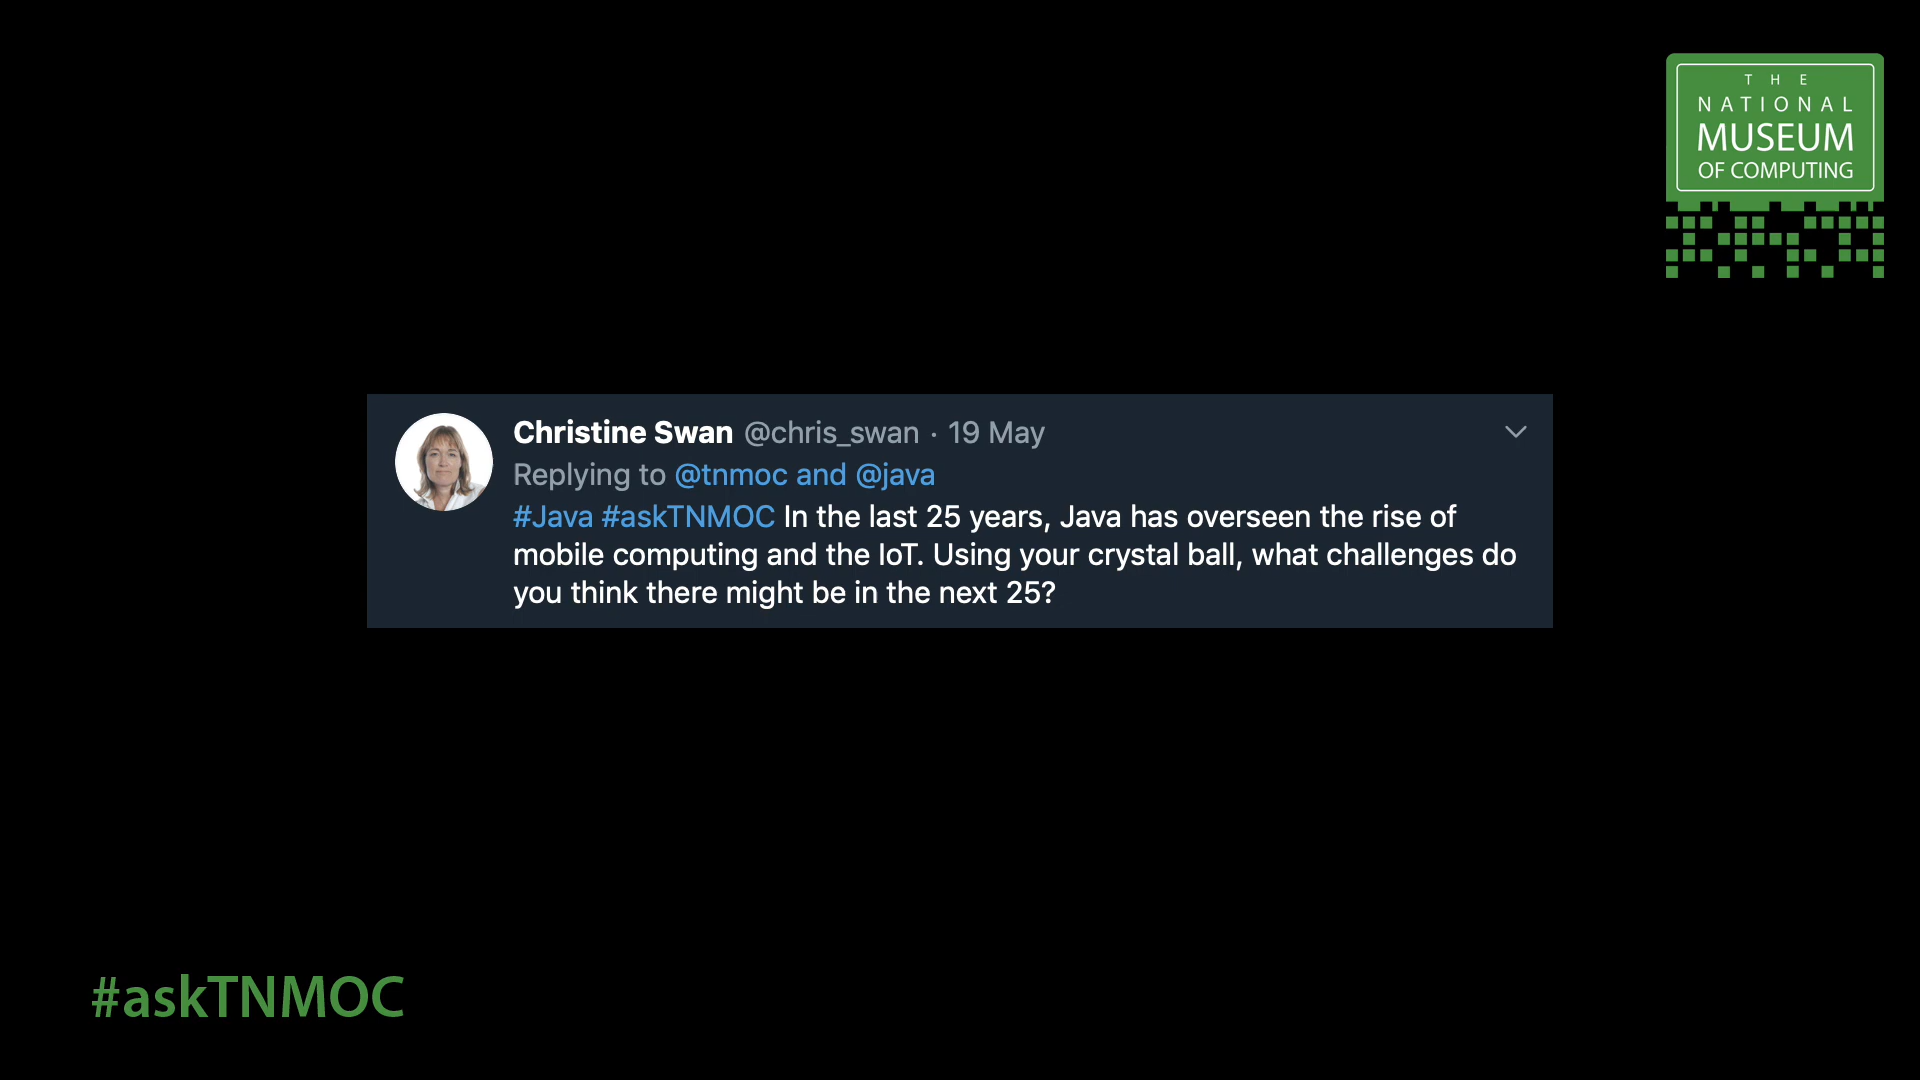 THE
NATIONAL
MUSEUM
OF COMPUTING
Christine Swan @chris_swan · 19 May
Replying to @tnmoc and @java
#Java #askTNMOC In the last 25 years, Java has overseen the rise of
mobile computing and the IoT. Using your crystal ball, what challenges do
you think there might be in the next 25?
#askTNMOC